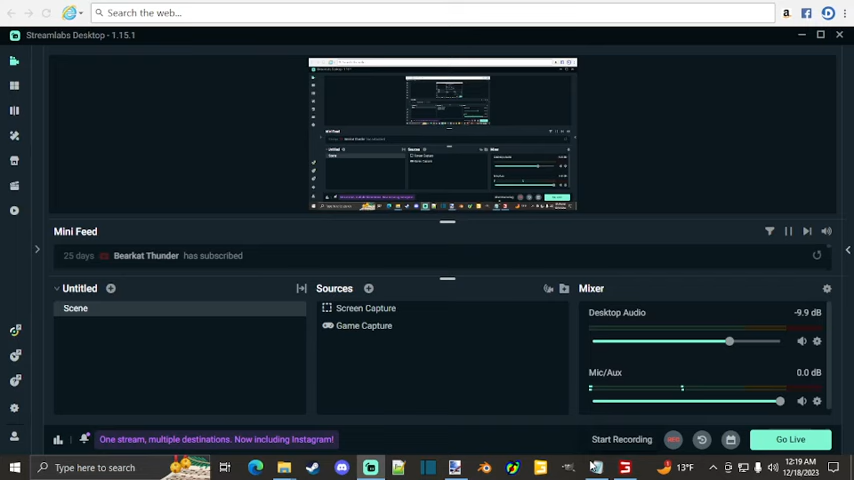 Search the web...
Streamlabs Desktop - 1.15.1
Mini Feed
25 days Bearkat Thunder has subscribed
Untitled
Sources
Mixer
Scene
Screen Capture
Game Capture
Desktop Audio -9.9 dB
Mic/Aux 0.0 dB
One stream, multiple destinations. Now including Instagram!
Start Recording
REC
Go Live
Type here to search
13°F
12:19 AM
12/18/2023